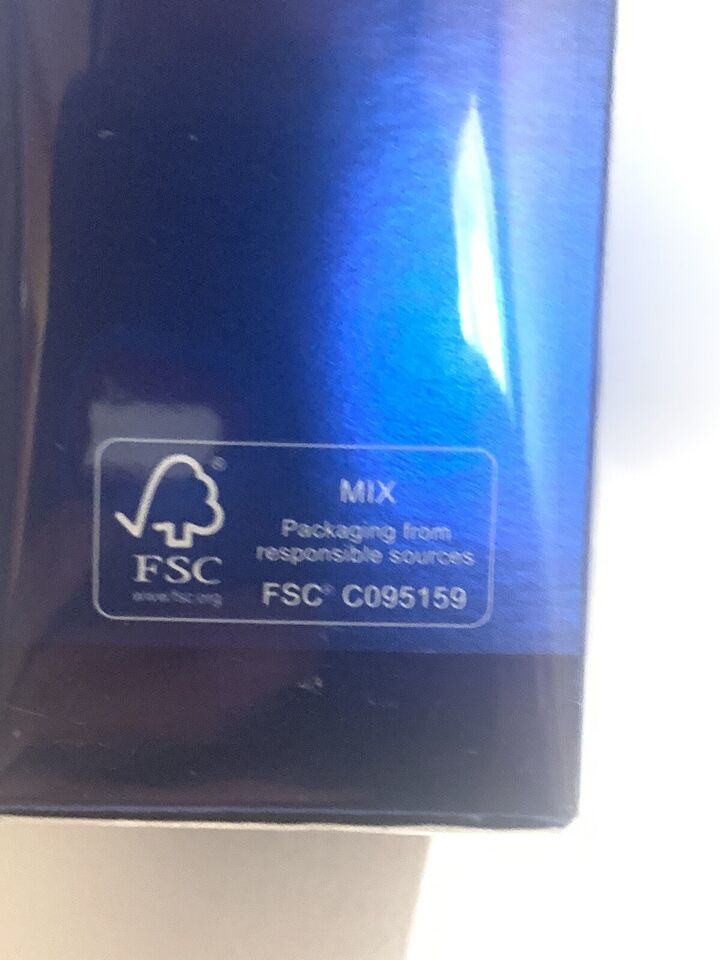 MIX
Packaging from
responsible sources
FSC® C095159
FSC
www.fsc.org